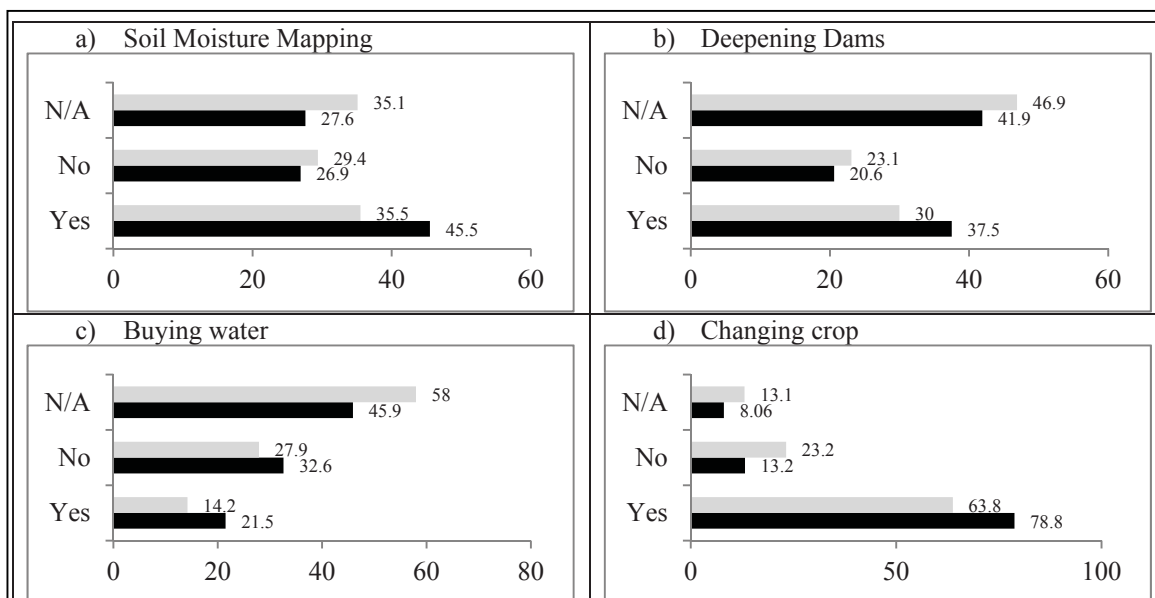 a) Soil Moisture Mapping
N/A
35.1
27.6
No
29.4
26.9
Yes
35.5
45.5
0 20 40 60
b) Deepening Dams
N/A
46.9
41.9
No
23.1
20.6
Yes
30
37.5
0 20 40 60
c) Buying water
N/A
58
45.9
No
27.9
32.6
Yes
14.2
21.5
0 20 40 60 80
d) Changing crop
N/A
13.1
8.06
No
23.2
13.2
Yes
63.8
78.8
0 50 100